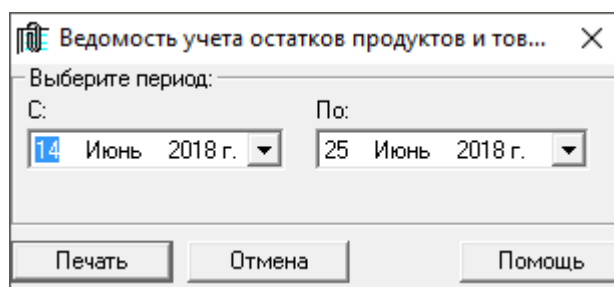 Ведомость учета остатков продуктов и тов...
Выберите период:
С: По:
14 Июнь 2018 г. 25 Июнь 2018 г.
Печать Отмена Помощь